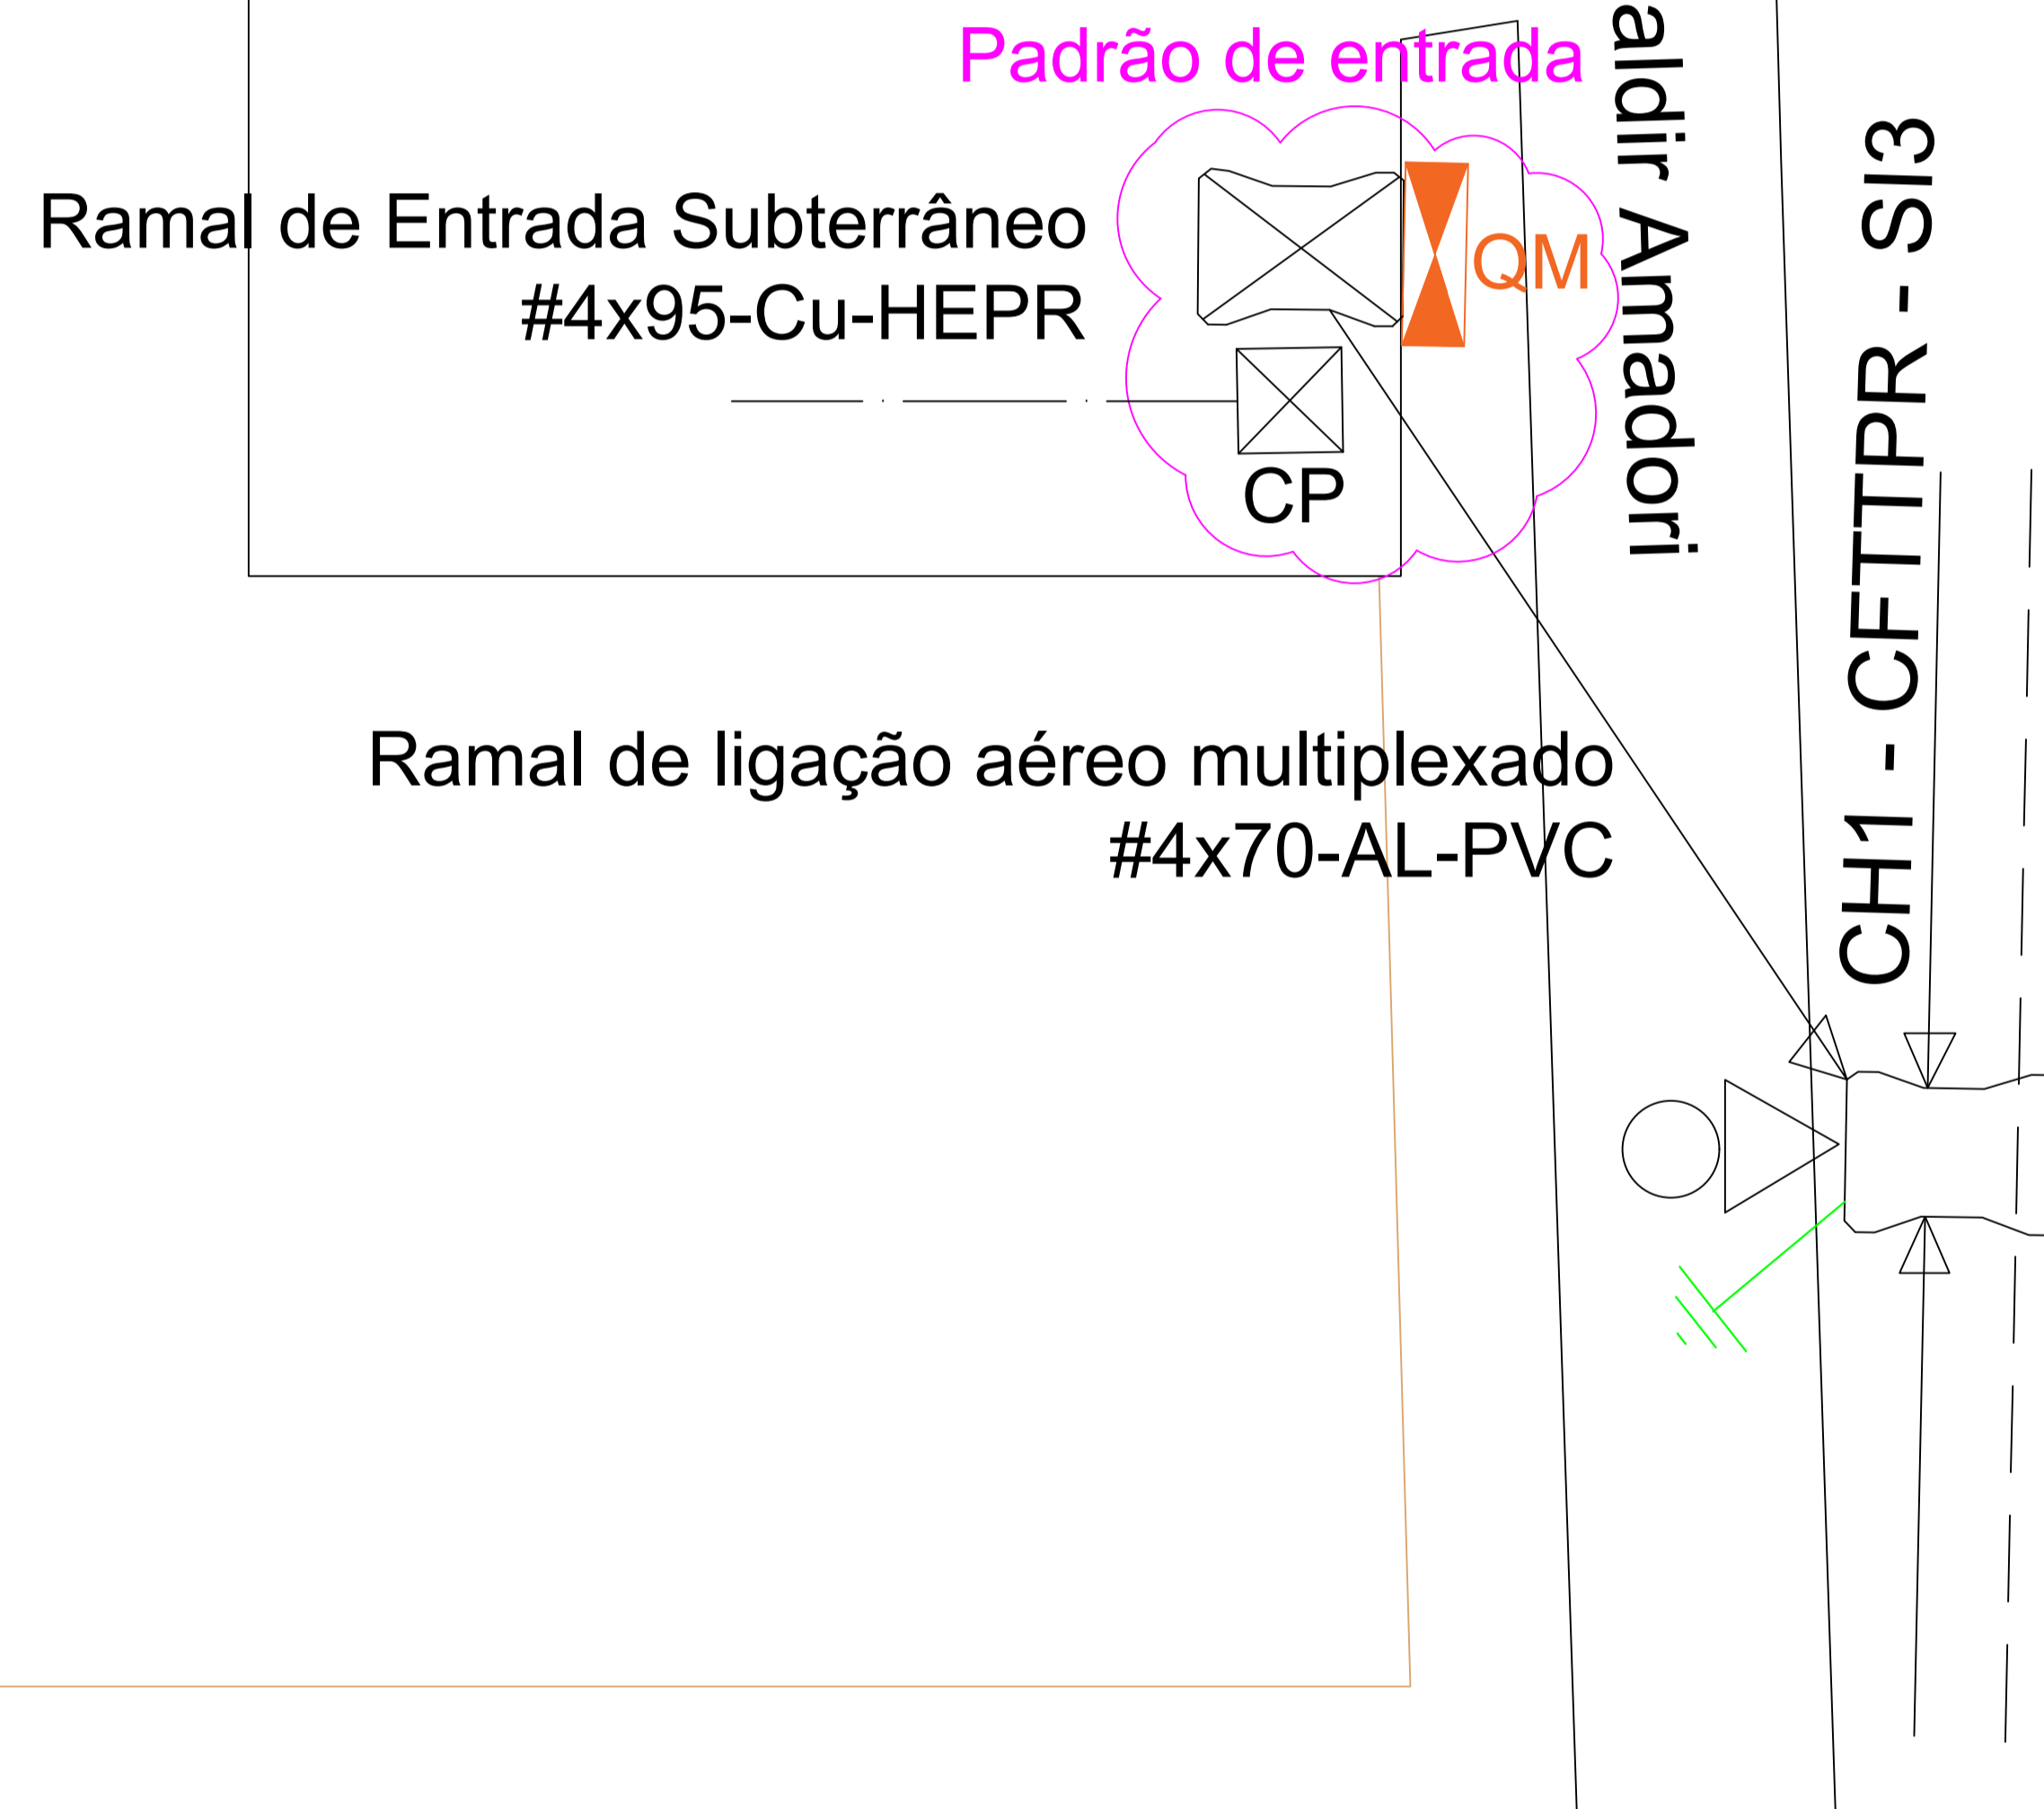 Padrão de entrada
Ramal de Entrada Subterrâneo
#4x95-Cu-HEPR
QM
CP
Ramal de ligação aéreo multiplexado
#4x70-AL-PVC
aldir Amadori
CH1 - CFTTPR - SI3